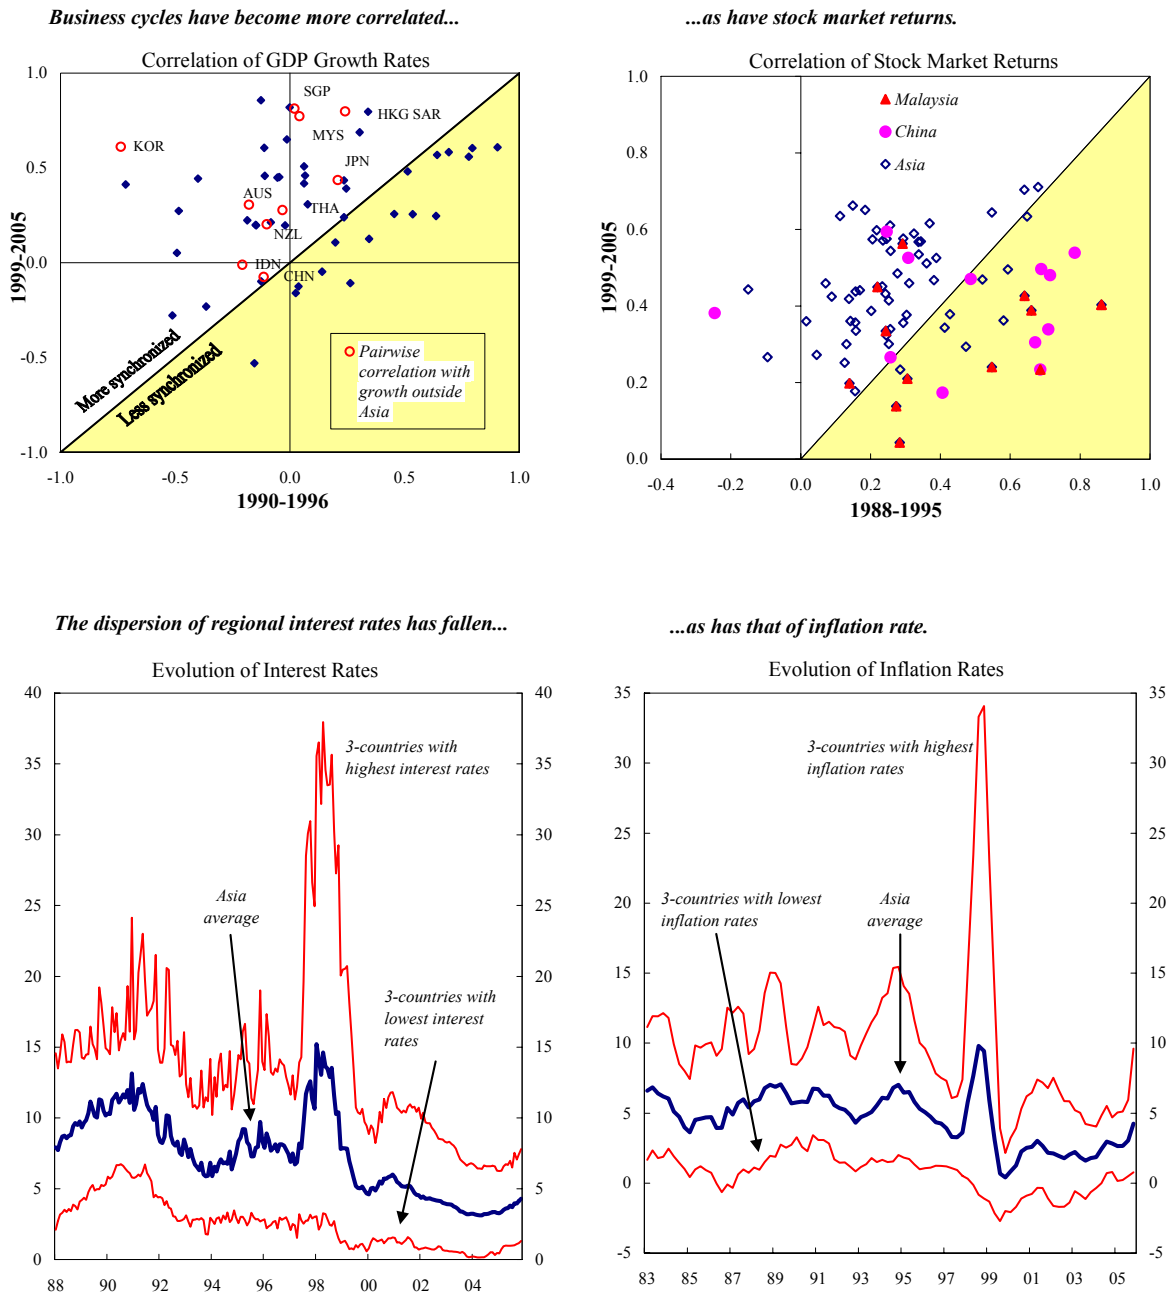 Business cycles have become more correlated...
...as have stock market returns.
Correlation of GDP Growth Rates
1.0
0.5
0.0
-0.5
-1.0
1999-2005
SGP
HKG SAR
MYS
KOR
JPN
AUS
THA
NZL
IDN
CHN
More synchronized
Less synchronized
Pairwise
correlation with
growth outside
Asia
-1.0
-0.5
0.0
0.5
1.0
1990-1996
Correlation of Stock Market Returns
1.0
0.8
0.6
0.4
0.2
0.0
1999-2005
Malaysia
China
Asia
-0.4
-0.2
0.0
0.2
0.4
0.6
0.8
1.0
1988-1995
The dispersion of regional interest rates has fallen...
...as has that of inflation rate.
Evolution of Interest Rates
40
35
30
25
20
15
10
5
0
3-countries with
highest interest rates
Asia
average
3-countries with
lowest interest
rates
40
35
30
25
20
15
10
5
0
88
90
92
94
96
98
00
02
04
Evolution of Inflation Rates
35
30
25
20
15
10
5
0
-5
3-countries with highest
inflation rates
3-countries with lowest
inflation rates
Asia
average
35
30
25
20
15
10
5
0
-5
83
85
87
89
91
93
95
97
99
01
03
05